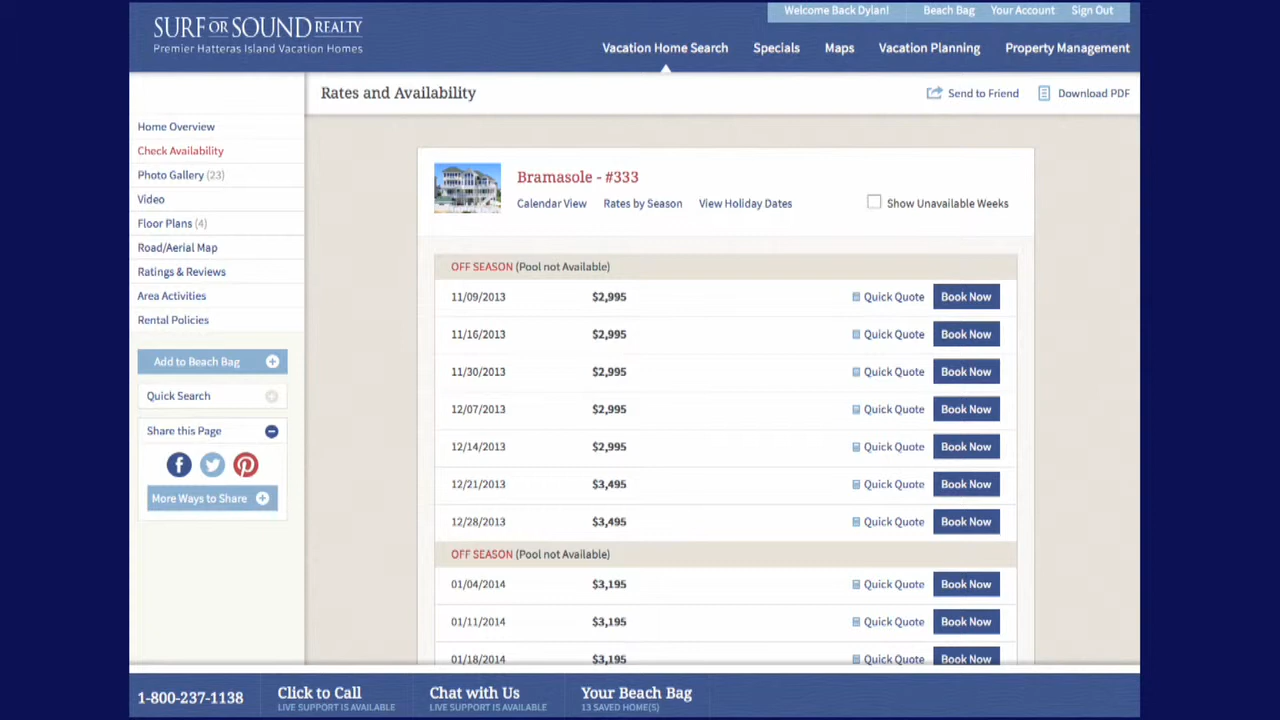 SURF OR SOUND REALTY
Premier Hatteras Island Vacation Homes
Welcome Back Dylan! Beach Bag Your Account Sign Out
Vacation Home Search Specials Maps Vacation Planning Property Management
Rates and Availability
Send to Friend Download PDF
Home Overview
Check Availability
Photo Gallery (23)
Video
Floor Plans (4)
Road/Aerial Map
Ratings & Reviews
Area Activities
Rental Policies
Add to Beach Bag
Quick Search
Share this Page
More Ways to Share
Bramasole - #333
Calendar View Rates by Season View Holiday Dates Show Unavailable Weeks
OFF SEASON (Pool not Available)
11/09/2013 $2,995 Quick Quote Book Now
11/16/2013 $2,995 Quick Quote Book Now
11/30/2013 $2,995 Quick Quote Book Now
12/07/2013 $2,995 Quick Quote Book Now
12/14/2013 $2,995 Quick Quote Book Now
12/21/2013 $3,495 Quick Quote Book Now
12/28/2013 $3,495 Quick Quote Book Now
OFF SEASON (Pool not Available)
01/04/2014 $3,195 Quick Quote Book Now
01/11/2014 $3,195 Quick Quote Book Now
01/18/2014 $3,195 Quick Quote Book Now
1-800-237-1138
Click to Call
LIVE SUPPORT IS AVAILABLE
Chat with Us
LIVE SUPPORT IS AVAILABLE
Your Beach Bag
13 SAVED HOME(S)